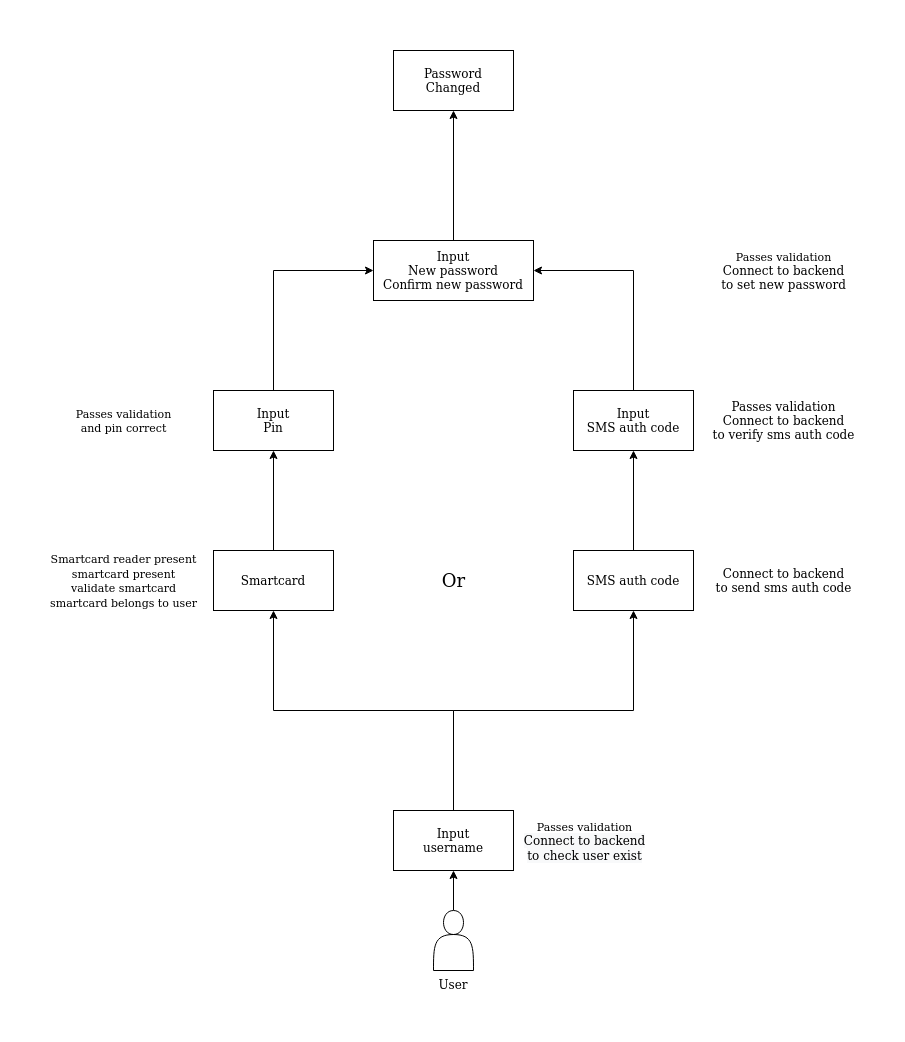 Password
Changed
Input
New password
Confirm new password
Passes validation
Connect to backend
to set new password
Passes validation
and pin correct
Input
Pin
Input
SMS auth code
Passes validation
Connect to backend
to verify sms auth code
Smartcard reader present
smartcard present
validate smartcard
smartcard belongs to user
Smartcard
Or
SMS auth code
Connect to backend
to send sms auth code
Input
username
Passes validation
Connect to backend
to check user exist
User